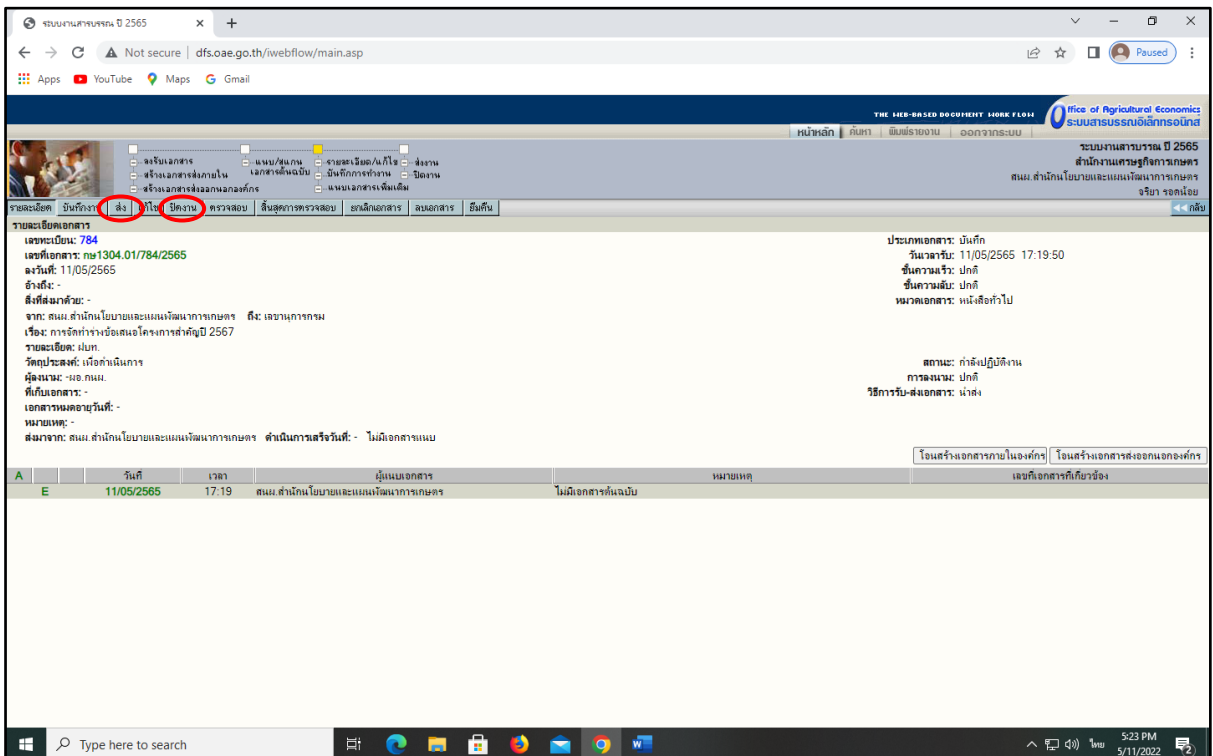 ระบบงานสารบรรณ ปี 2565
Not secure | dfs.oae.go.th/iwebflow/main.asp
Paused
Apps YouTube Maps Gmail
THE WEB-BASED DOCUMENT WORK FLOW
Office of Agricultural Economics
ระบบสารบรรณอิเล็กทรอนิกส์
หน้าหลัก ค้นหา พิมพ์รายงาน ออกจากระบบ
ระบบงานสารบรรณ ปี 2565
สำนักงานเศรษฐกิจการเกษตร
สนผ.สำนักนโยบายและแผนพัฒนาการเกษตร
จริยา รอดน้อย
ลงรับเอกสาร แนบ/สแกน รายละเอียด/แก้ไข ส่งงาน
สร้างเอกสารส่งภายใน เอกสารต้นฉบับ บันทึกการทำงาน ปิดงาน
สร้างเอกสารส่งออกนอกองค์กร แนบเอกสารเพิ่มเติม
รายละเอียด บันทึกงาน ส่ง แก้ไข ปิดงาน ตรวจสอบ สิ้นสุดการตรวจสอบ ยกเลิกเอกสาร ลบเอกสาร ยืมคืน << กลับ
รายละเอียดเอกสาร
เลขทะเบียน: 784 ประเภทเอกสาร: บันทึก
เลขที่เอกสาร: กษ1304.01/784/2565 วันเวลารับ: 11/05/2565 17:19:50
ลงวันที่: 11/05/2565 ชั้นความเร็ว: ปกติ
อ้างถึง: - ชั้นความลับ: ปกติ
สิ่งที่ส่งมาด้วย: - หมวดเอกสาร: หนังสือทั่วไป
จาก: สนผ.สำนักนโยบายและแผนพัฒนาการเกษตร ถึง: เลขานุการกรม
เรื่อง: การจัดทำร่างข้อเสนอโครงการสำคัญปี 2567
รายละเอียด: ฝบท.
วัตถุประสงค์: เพื่อดำเนินการ สถานะ: กำลังปฏิบัติงาน
ผู้ลงนาม: -ผอ.กนผ. การลงนาม: ปกติ
ที่เก็บเอกสาร: - วิธีการรับ-ส่งเอกสาร: นำส่ง
เอกสารหมดอายุวันที่: -
หมายเหตุ: -
ส่งมาจาก: สนผ.สำนักนโยบายและแผนพัฒนาการเกษตร ดำเนินการเสร็จวันที่: - ไม่มีเอกสารแนบ
โอนสร้างเอกสารภายในองค์กร โอนสร้างเอกสารส่งออกนอกองค์กร
A วันที่ เวลา ผู้แนบเอกสาร หมายเหตุ เลขที่เอกสารที่เกี่ยวข้อง
E 11/05/2565 17:19 สนผ.สำนักนโยบายและแผนพัฒนาการเกษตร ไม่มีเอกสารต้นฉบับ
Type here to search
ไทย
5:23 PM
5/11/2022